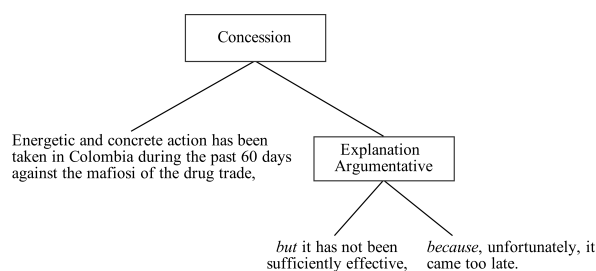 Concession
Energetic and concrete action has been
taken in Colombia during the past 60 days
against the mafiosi of the drug trade,
Explanation
Argumentative
but it has not been
sufficiently effective,
because, unfortunately, it
came too late.